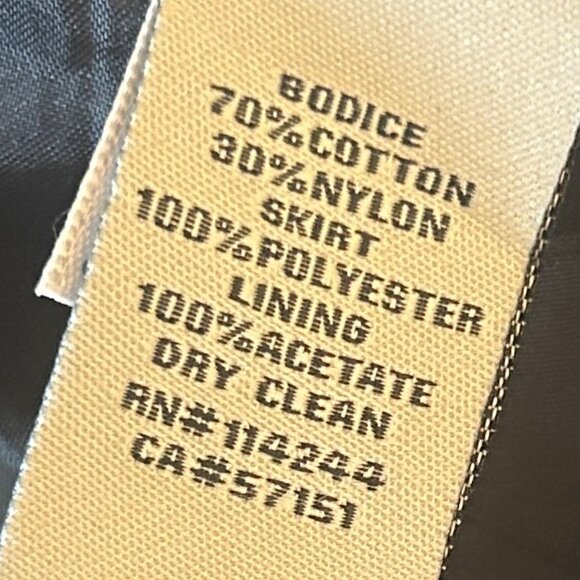 BODICE
70%COTTON
30%NYLON
SKIRT
100%POLYESTER
LINING
100%ACETATE
DRY CLEAN
RN#114244
CA#57151